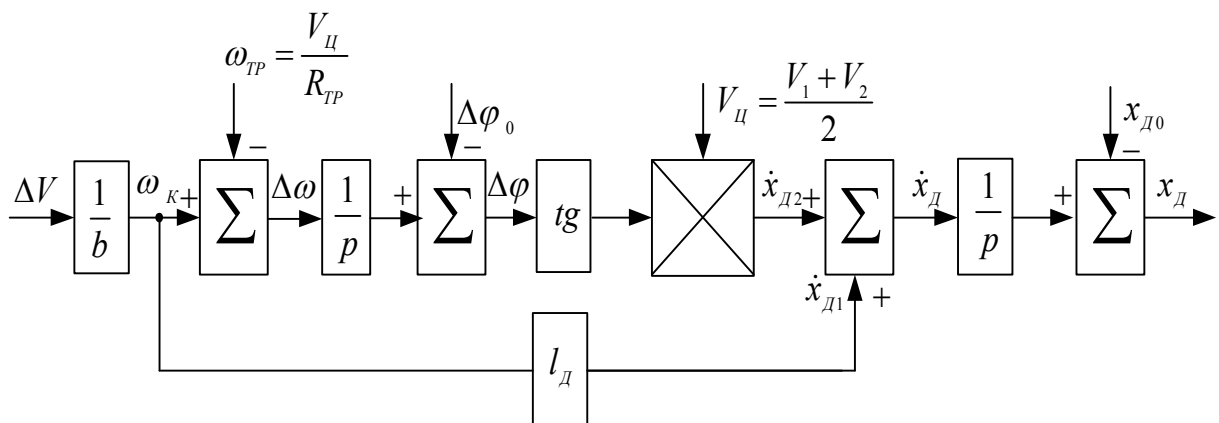 ω_ТР = V_Ц / R_ТР
V_Ц = (V_1 + V_2) / 2
Δφ_0
x_Д0
− − −
ΔV
1/b
ω_К +
Σ
Δω
1/p
+
Σ
Δφ
tg
ẋ_Д2 +
Σ
ẋ_Д
1/p
+
Σ
x_Д
ẋ_Д1 +
l_Д